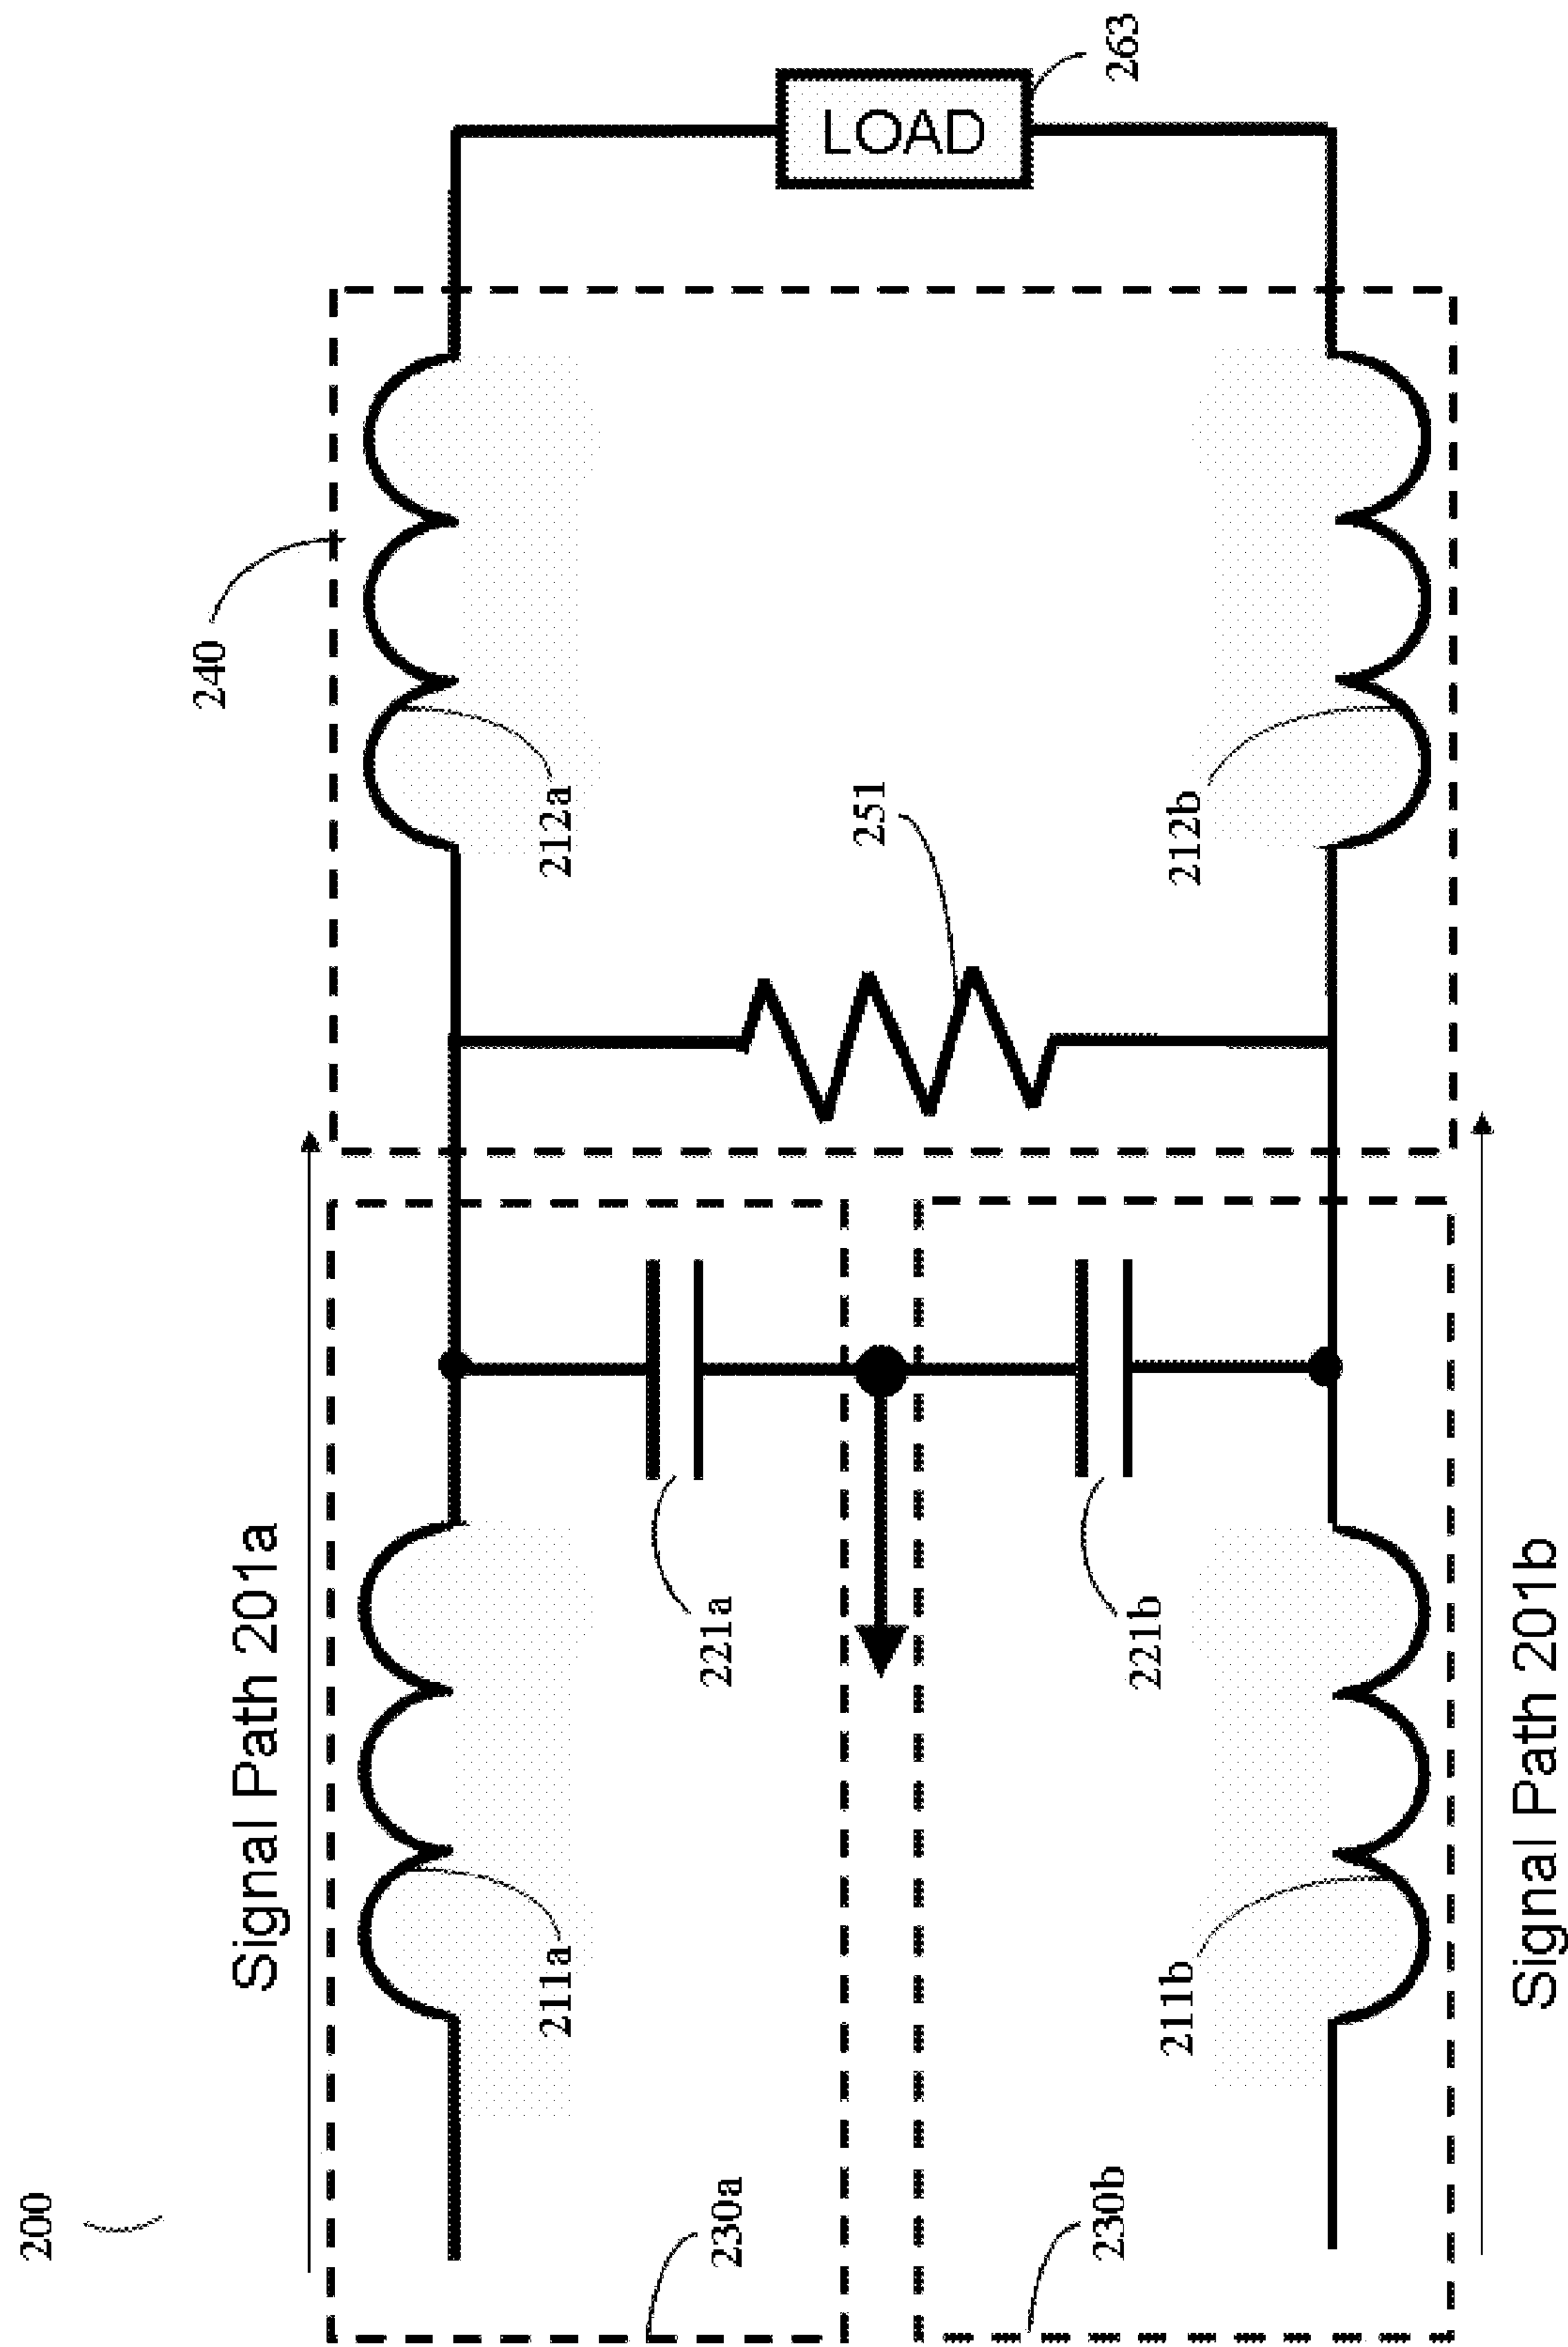 200
Signal Path 201a
240
230a
211a
221a
212a
251
LOAD
263
230b
211b
221b
212b
Signal Path 201b